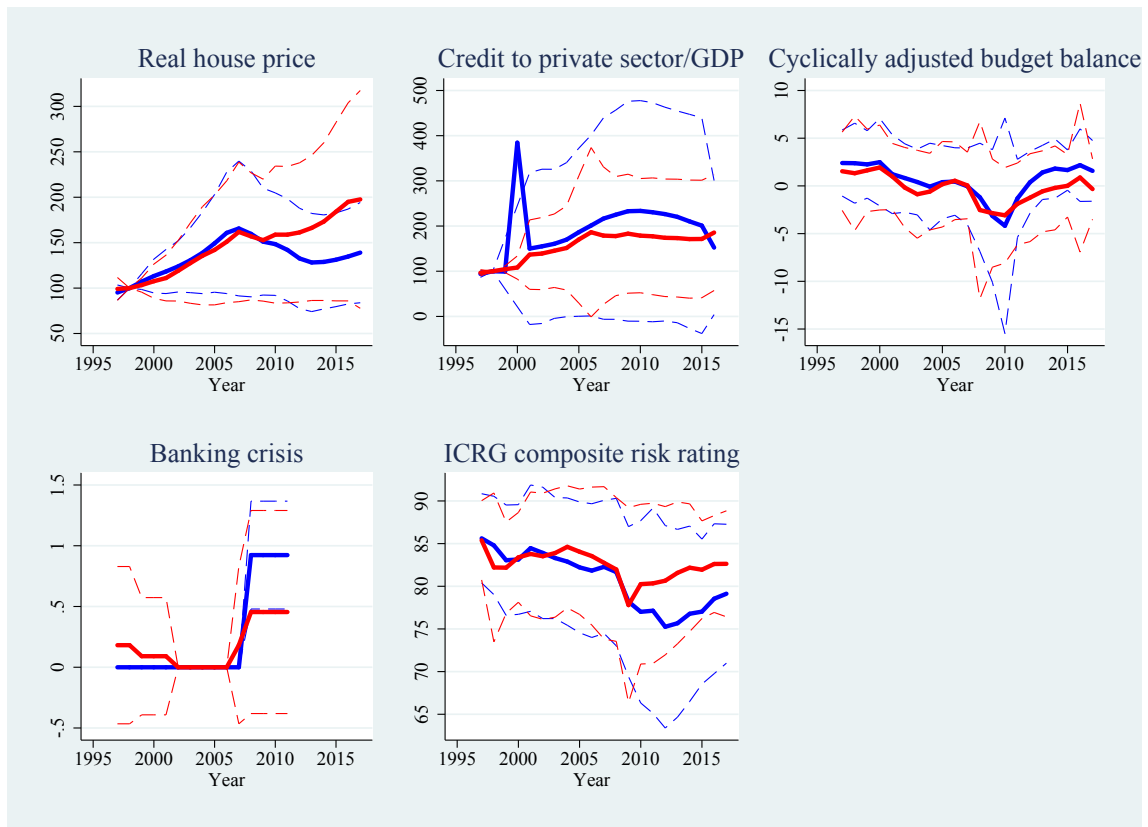 Real house price
50 100 150 200 250 300
1995 2000 2005 2010 2015
Year
Credit to private sector/GDP
0 100 200 300 400 500
1995 2000 2005 2010 2015
Year
Cyclically adjusted budget balance
-15 -10 -5 0 5 10
1995 2000 2005 2010 2015
Year
Banking crisis
-.5 0 .5 1 1.5
1995 2000 2005 2010 2015
Year
ICRG composite risk rating
65 70 75 80 85 90
1995 2000 2005 2010 2015
Year